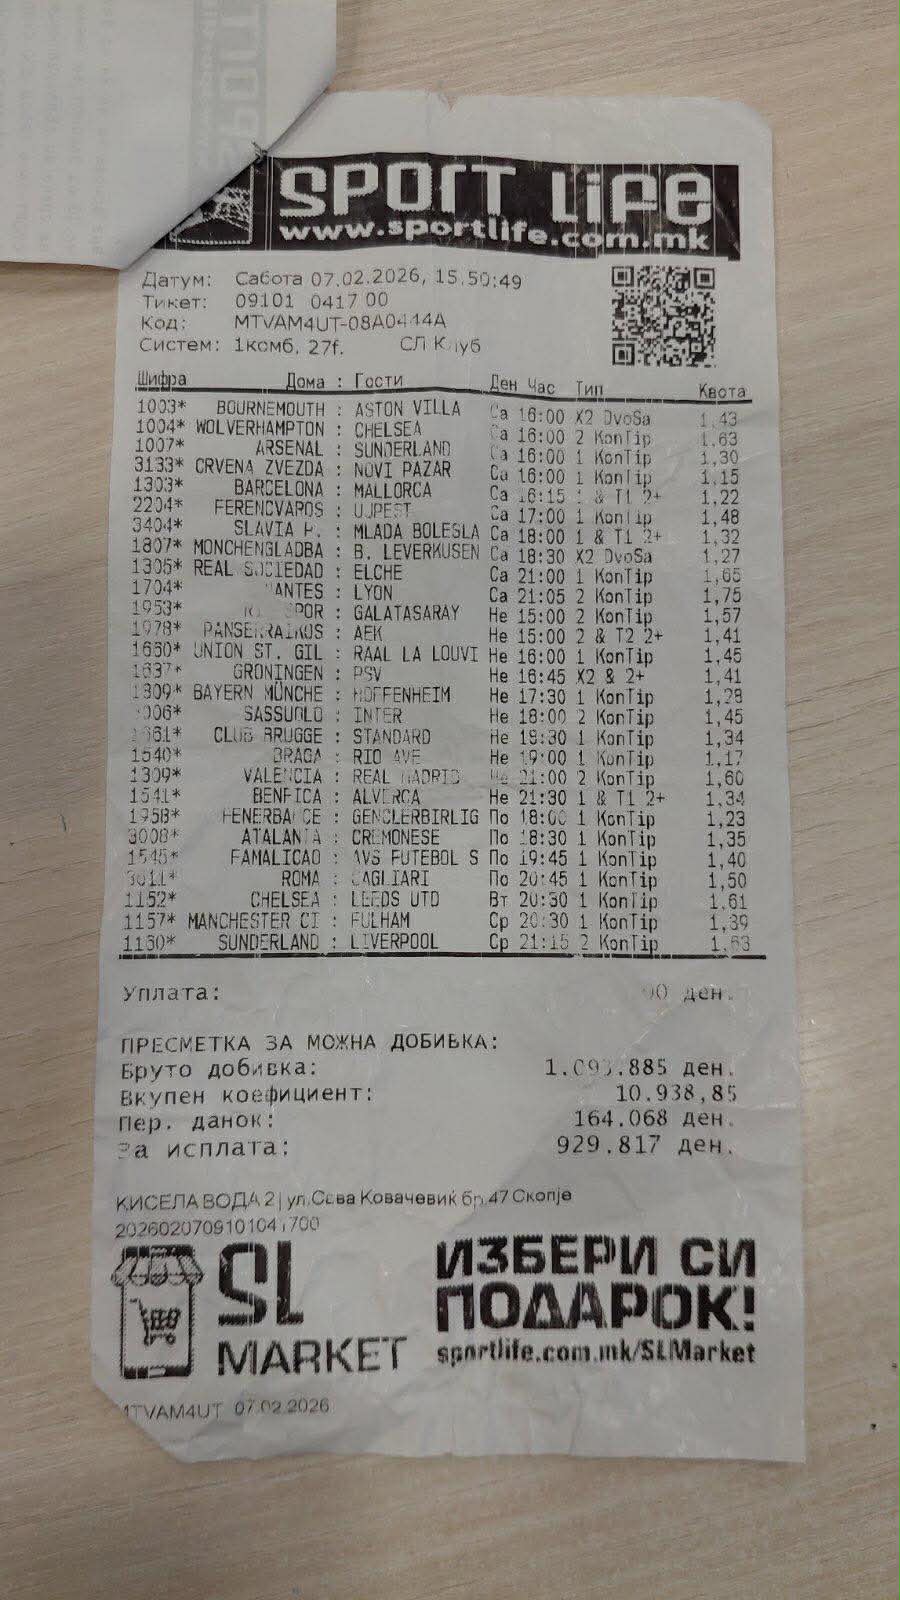 SPORT LIFE
www.sportlife.com.mk
Датум: Сабота 07.02.2026, 15.50:49
Тикет: 09101 0417 00
Код: MTVAM4UT-08A0444A
Систем: 1комб, 27f. СЛ Клуб
Шифра Дома : Гости Ден Час Тип Квота
1003* BOURNEMOUTH : ASTON VILLA Са 16:00 X2 DvoSa 1,43
1004* WOLVERHAMPTON : CHELSEA Са 16:00 2 KonTip 1,63
1007* ARSENAL : SUNDERLAND Са 16:00 1 KonTip 1,30
3133* CRVENA ZVEZDA : NOVI PAZAR Са 16:00 1 KonTip 1,15
1303* BARCELONA : MALLORCA Са 16:15 1 & T1 2+ 1,22
2204* FERENCVAROS : UJPEST Са 17:00 1 KonTip 1,48
3404* SLAVIA P. : MLADA BOLESLA Са 18:00 1 & T1 2+ 1,32
1807* MONCHENGLADBA : B. LEVERKUSEN Са 18:30 X2 DvoSa 1,27
1305* REAL SOCIEDAD : ELCHE Са 21:00 1 KonTip 1,65
1704* ANTES : LYON Са 21:05 2 KonTip 1,75
1953* POR : GALATASARAY Не 15:00 2 KonTip 1,57
1978* PANSERRAIKOS : AEK Не 15:00 2 & T2 2+ 1,41
1660* UNION ST. GIL : RAAL LA LOUVI Не 16:00 1 KonTip 1,45
1637* GRONINGEN : PSV Не 16:45 X2 & 2+ 1,41
1809* BAYERN MÜNCHE : HOFFENHEIM Не 17:30 1 KonTip 1,28
006* SASSUOLO : INTER Не 18:00 2 KonTip 1,45
661* CLUB BRUGGE : STANDARD Не 18:30 1 KonTip 1,34
1540* BRAGA : RIO AVE Не 19:00 1 KonTip 1,17
1309* VALENCIA : REAL MADRID Не 21:00 2 KonTip 1,60
1541* BENFICA : ALVERCA Не 21:30 1 & T1 2+ 1,34
1958* FENERBAHCE : GENCLERBIRLIG По 18:00 1 KonTip 1,23
3008* ATALANTA : CREMONESE По 18:30 1 KonTip 1,35
1545* FAMALICAO : AVS FUTEBOL S По 19:45 1 KonTip 1,40
3011* ROMA : CAGLIARI По 20:45 1 KonTip 1,50
1152* CHELSEA : LEEDS UTD Вт 20:30 1 KonTip 1,61
1157* MANCHESTER CI : FULHAM Ср 20:30 1 KonTip 1,39
1160* SUNDERLAND : LIVERPOOL Ср 21:15 2 KonTip 1,63
Уплата: 00 ден.
ПРЕСМЕТКА ЗА МОЖНА ДОБИВКА:
Бруто добивка: 1.093.885 ден.
Вкупен коефициент: 10.938,85
Пер. данок: 164.068 ден.
За исплата: 929.817 ден.
КИСЕЛА ВОДА 2 | ул.Сава Ковачевиќ бр.47 Скопје
2026020709101041700
SL
MARKET
ИЗБЕРИ СИ
ПОДАРОК!
sportlife.com.mk/SLMarket
MTVAM4UT 07.02.2026